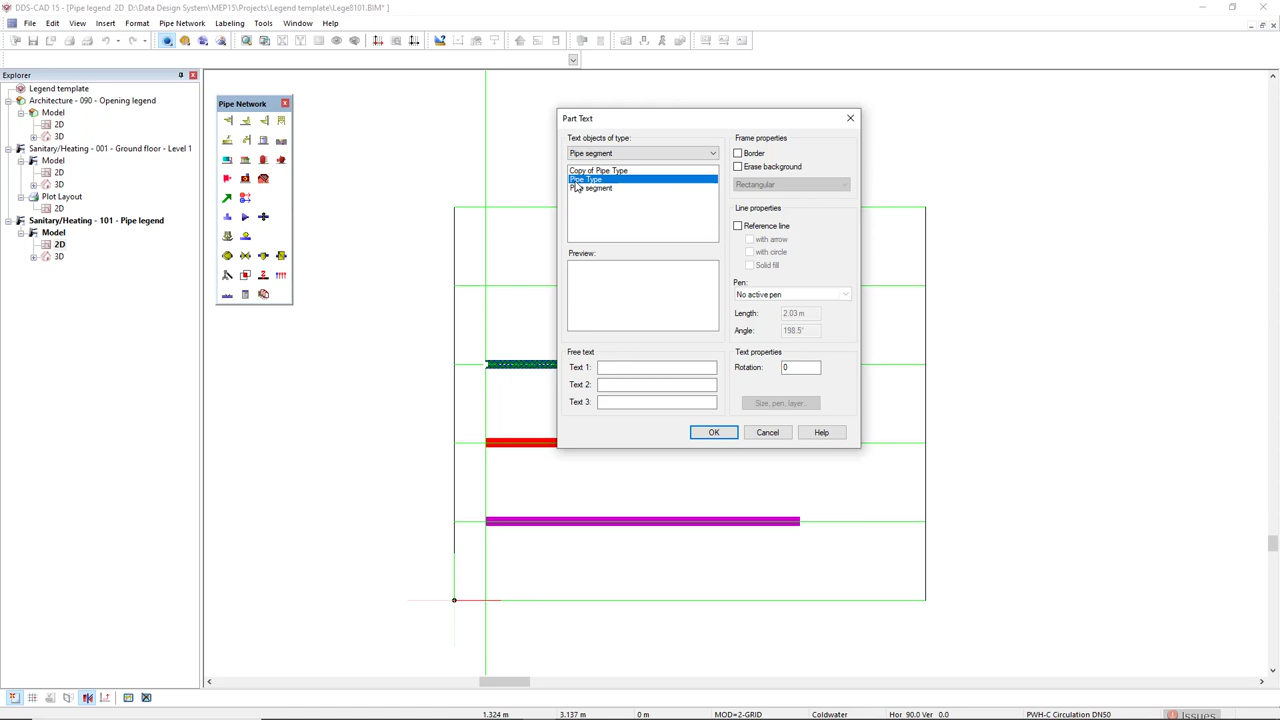 DDS-CAD 15 - [ Pipe legend  2D  D:\Data Design System\MEP15\Projects\Legend template\Lege8101.BIM* ]
File Edit View Insert Format Pipe Network Labeling Tools Window Help
Explorer
Legend template
Architecture - 090 - Opening legend
Model
2D
3D
Sanitary/Heating - 001 - Ground floor - Level 1
Model
2D
3D
Plot Layout
2D
Sanitary/Heating - 101 - Pipe legend
Model
2D
3D
Pipe Network
Part Text
Text objects of type:
Pipe segment
Copy of Pipe Type
Pipe Type
Pipe segment
Preview:
Free text
Text 1:
Text 2:
Text 3:
Frame properties
Border
Erase background
Rectangular
Line properties
Reference line
with arrow
with circle
Solid fill
Pen:
No active pen
Length: 2.03 m
Angle: 198.5°
Text properties
Rotation: 0
Size, pen, layer...
OK Cancel Help
1.324 m 3.137 m 0 m MOD=2-GRID Coldwater Hor 90.0 Ver 0.0 PWH-C Circulation DN50 Issues